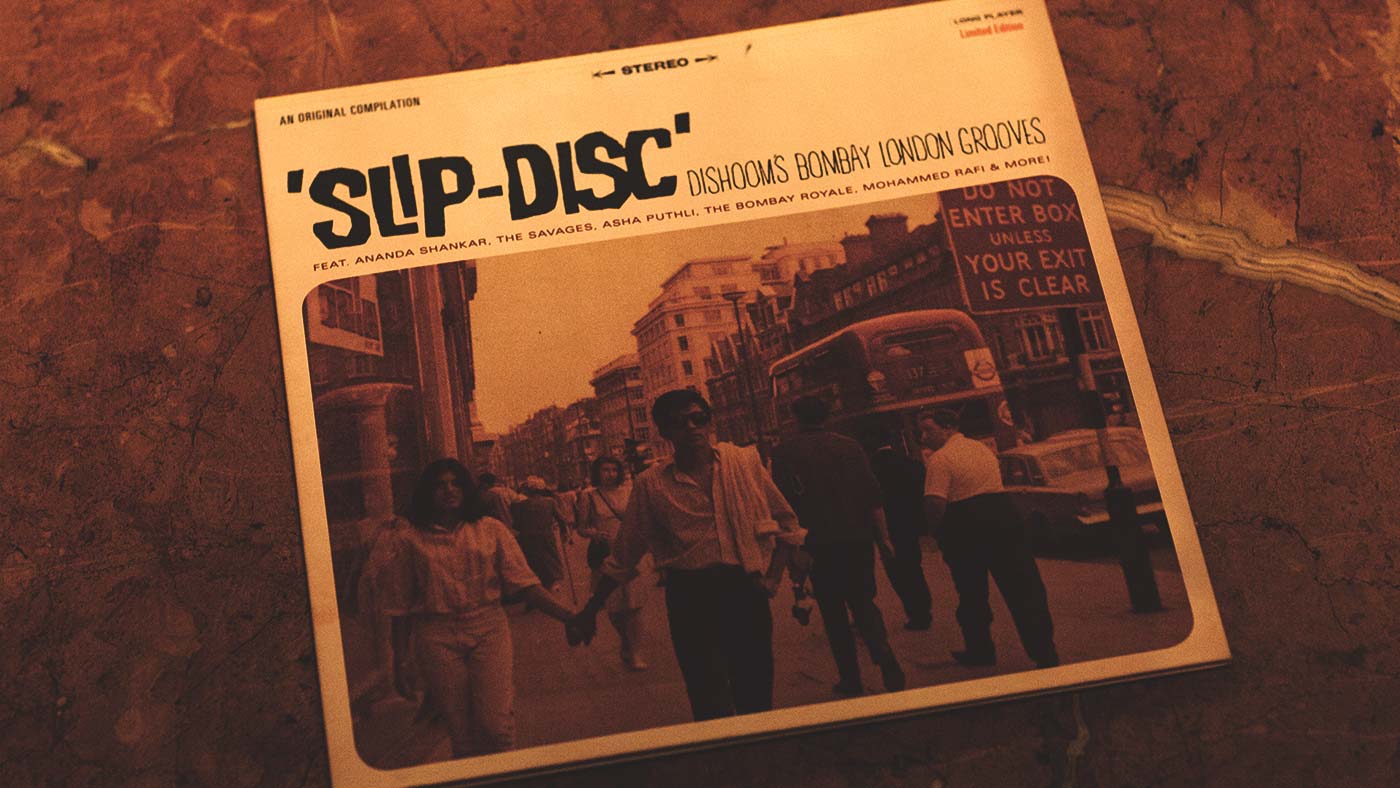 LONG PLAYER
Limited Edition
STEREO
AN ORIGINAL COMPILATION
'SLIP-DISC'
DISHOOM'S BOMBAY LONDON GROOVES
FEAT. ANANDA SHANKAR, THE SAVAGES, ASHA PUTHLI, THE BOMBAY ROYALE, MOHAMMED RAFI & MORE!
DO NOT
ENTER BOX
UNLESS
YOUR EXIT
IS CLEAR
137